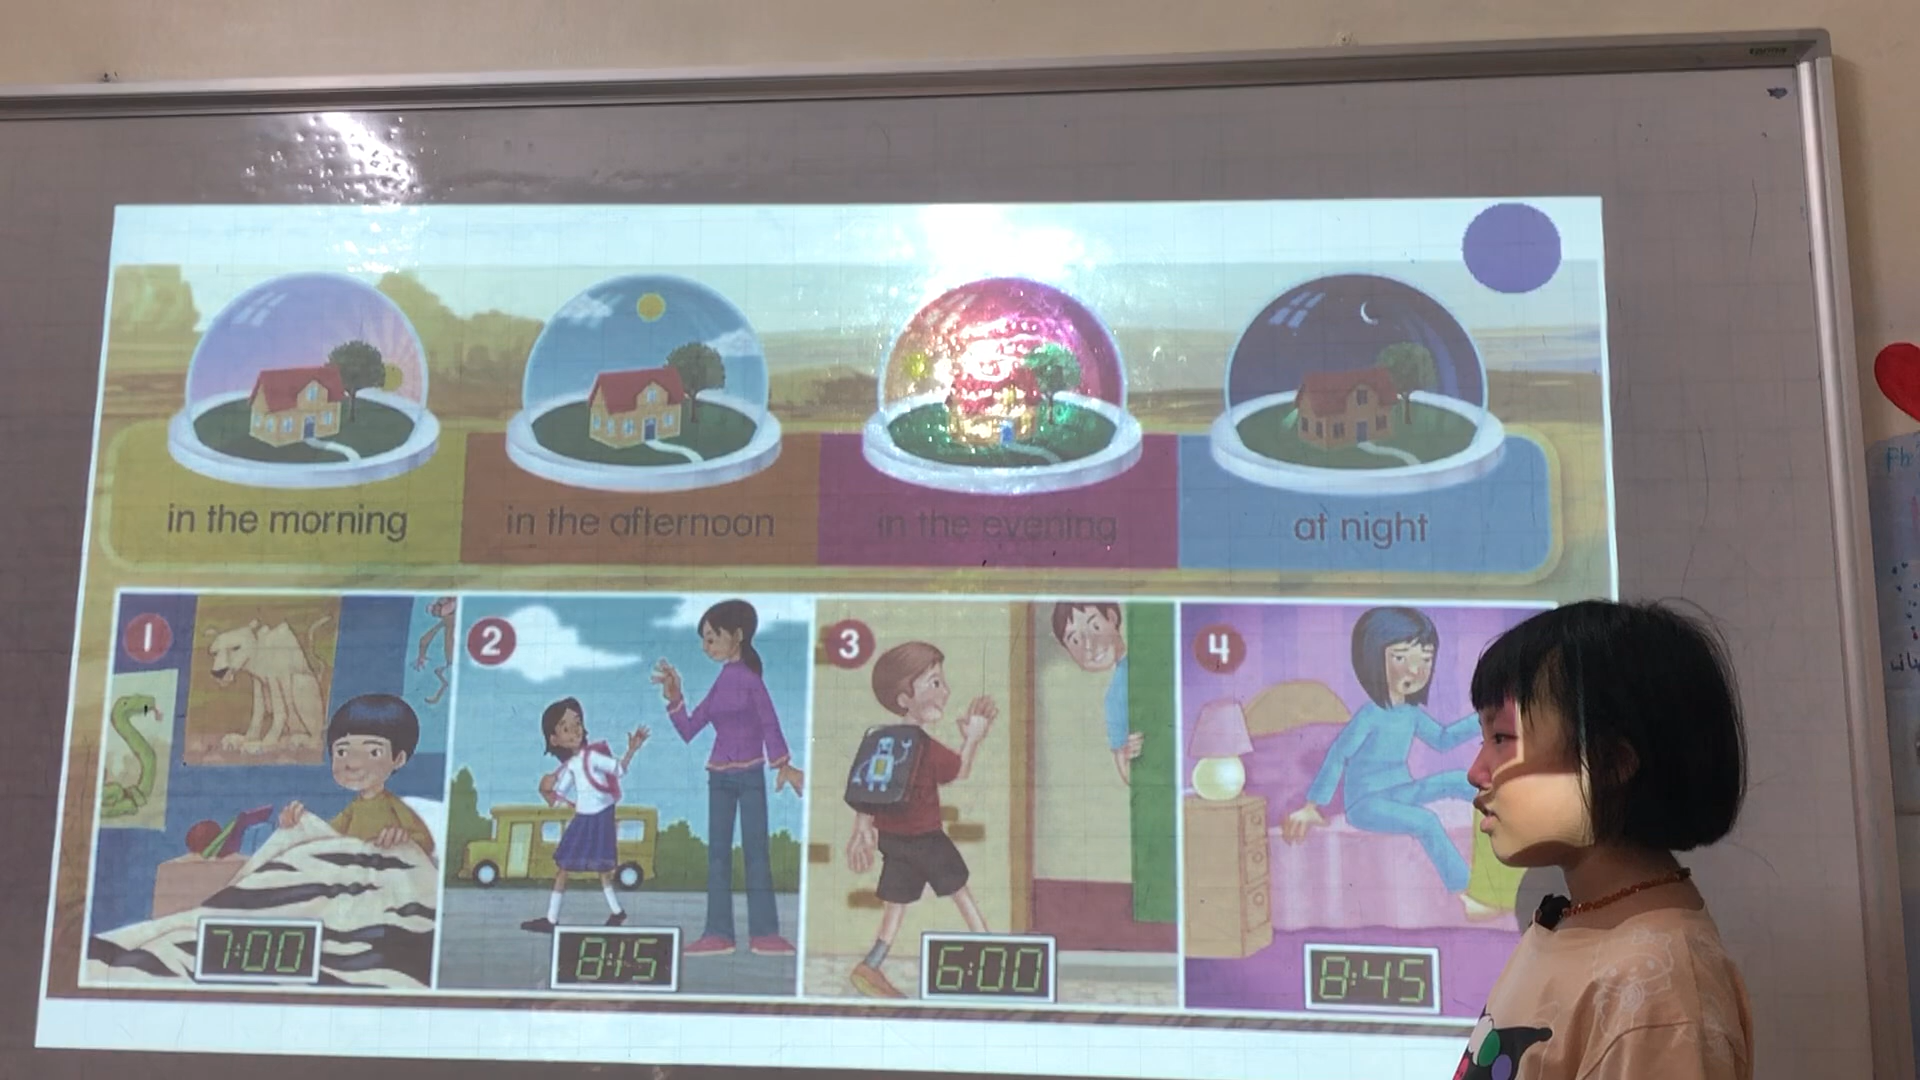 in the morning
in the afternoon
in the evening
at night
1
2
3
4
7:00
8:15
6:00
8:45